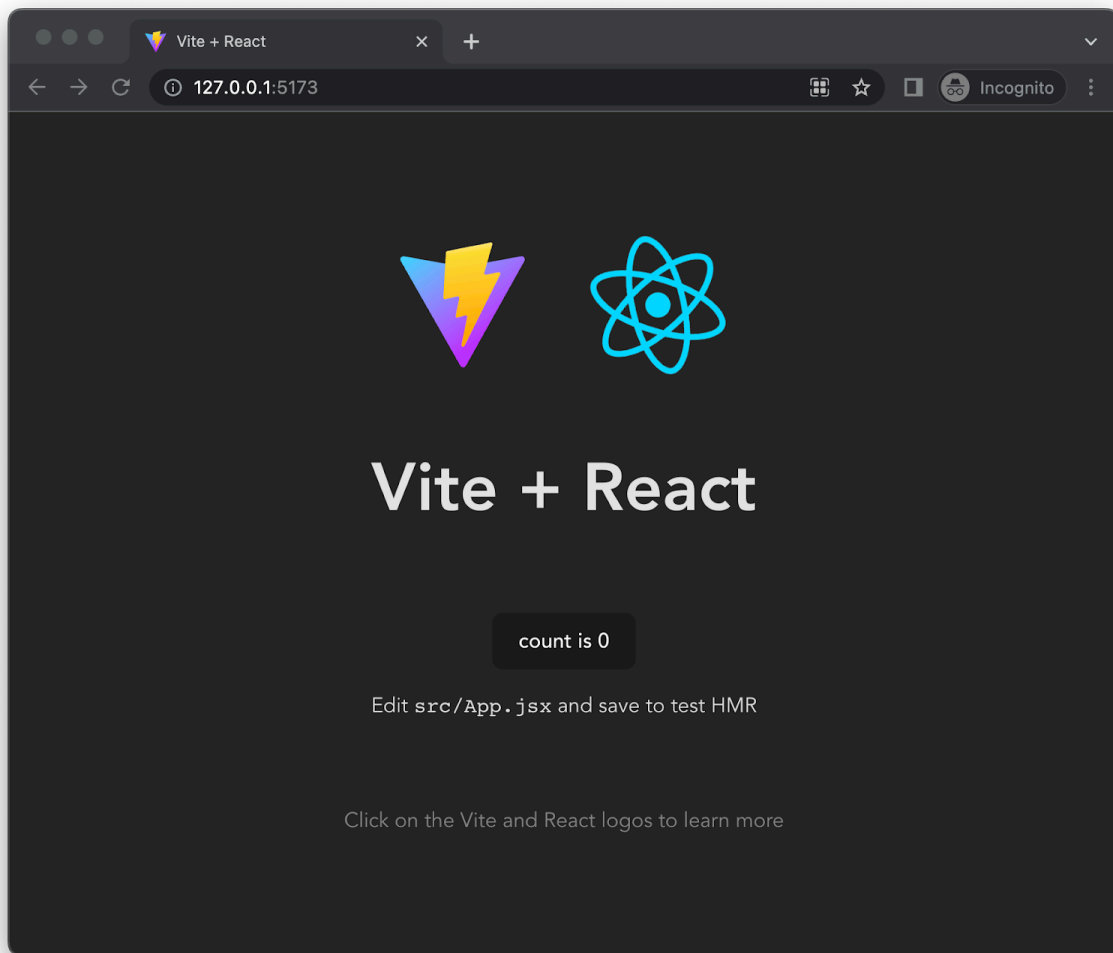 Vite + React
127.0.0.1:5173
Incognito
Vite + React
count is 0
Edit src/App.jsx and save to test HMR
Click on the Vite and React logos to learn more